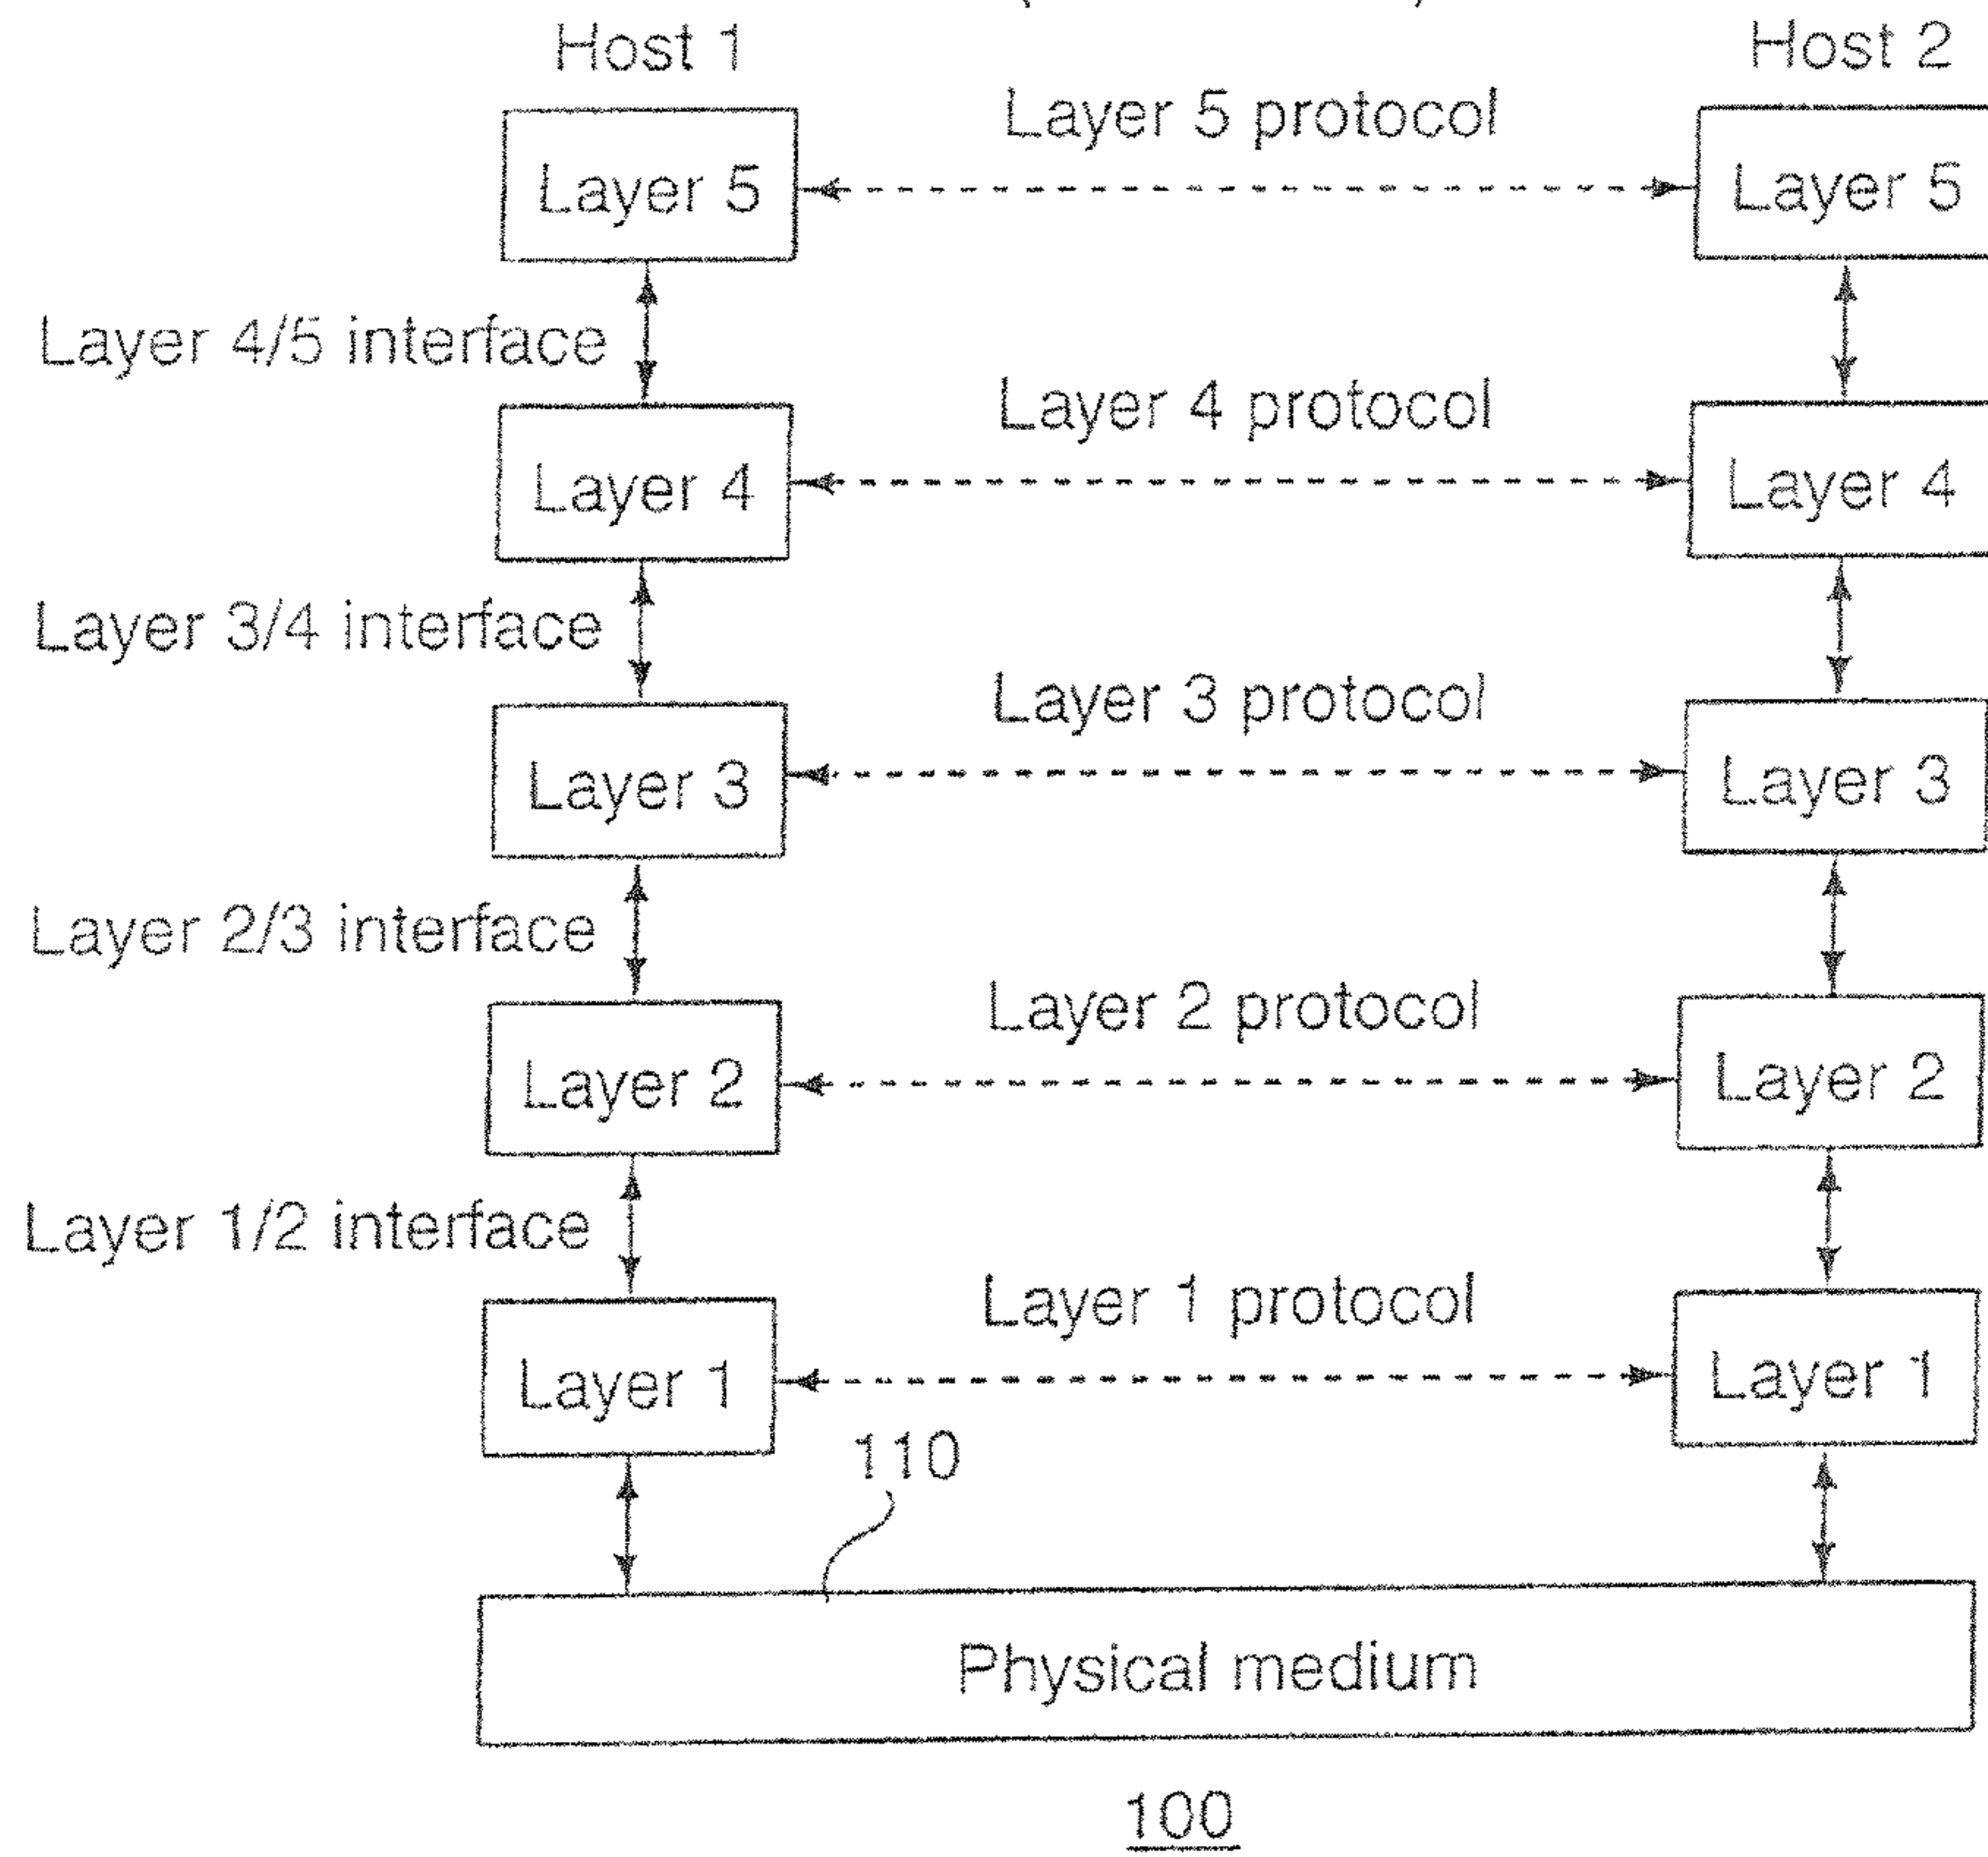 Host 1 Host 2
Layer 5 protocol
Layer 5 Layer 5
Layer 4/5 interface
Layer 4 protocol
Layer 4 Layer 4
Layer 3/4 interface
Layer 3 protocol
Layer 3 Layer 3
Layer 2/3 interface
Layer 2 protocol
Layer 2 Layer 2
Layer 1/2 interface
Layer 1 protocol
Layer 1 Layer 1
110
Physical medium
100